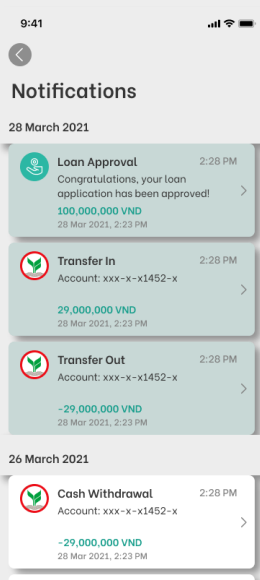 9:41
Notifications
28 March 2021
Loan Approval 2:28 PM
Congratulations, your loan
application has been approved!
100,000,000 VND
28 Mar 2021, 2:23 PM
Transfer In 2:28 PM
Account: xxx-x-x1452-x
29,000,000 VND
28 Mar 2021, 2:23 PM
Transfer Out 2:28 PM
Account: xxx-x-x1452-x
-29,000,000 VND
28 Mar 2021, 2:23 PM
26 March 2021
Cash Withdrawal 2:28 PM
Account: xxx-x-x1452-x
-29,000,000 VND
28 Mar 2021, 2:23 PM